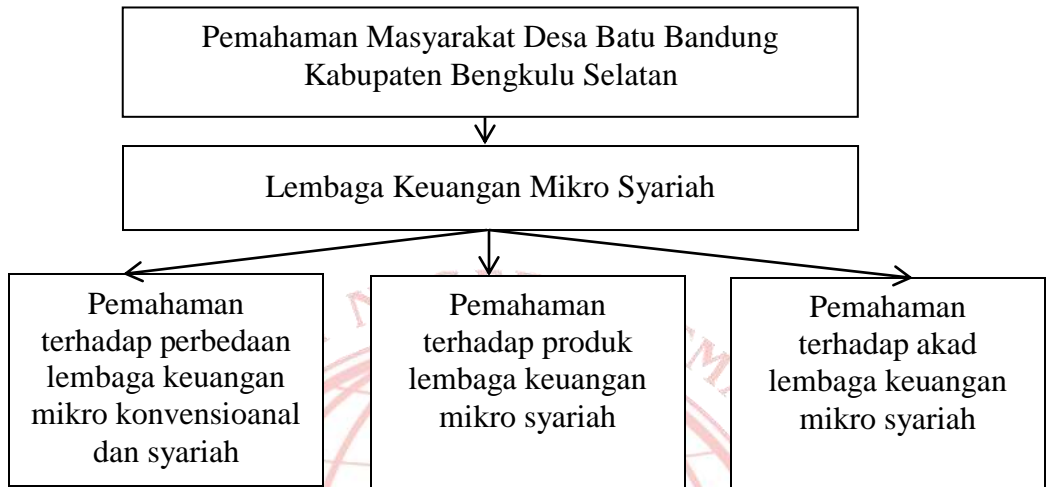 Pemahaman Masyarakat Desa Batu Bandung
Kabupaten Bengkulu Selatan
Lembaga Keuangan Mikro Syariah
Pemahaman
terhadap perbedaan
lembaga keuangan
mikro konvensioanal
dan syariah
Pemahaman
terhadap produk
lembaga keuangan
mikro syariah
Pemahaman
terhadap akad
lembaga keuangan
mikro syariah